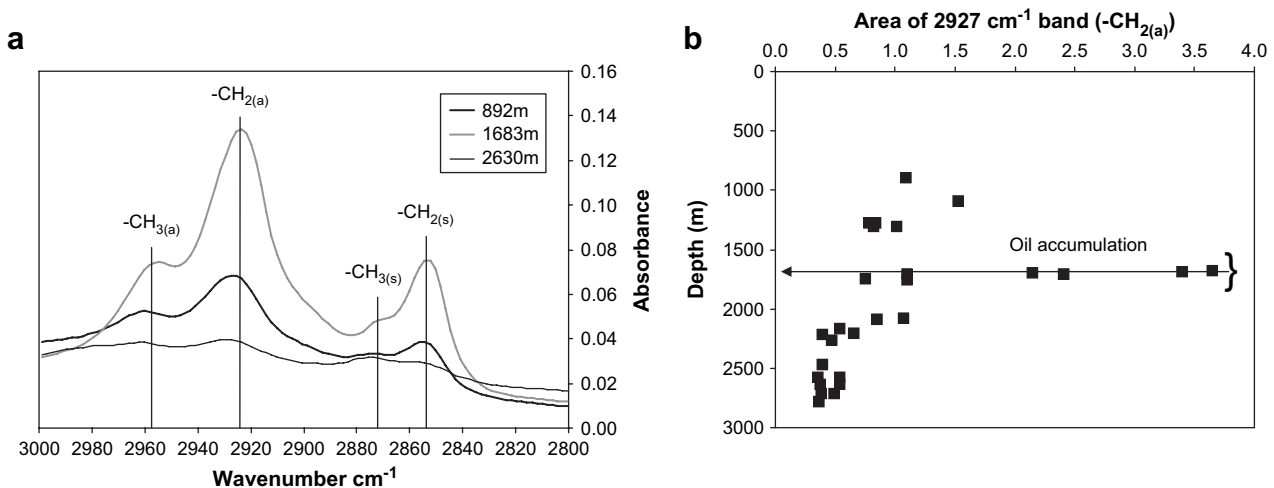 a
-CH3(a)
-CH2(a)
-CH3(s)
-CH2(s)
892m
1683m
2630m
0.16
0.14
0.12
0.10
0.08
0.06
0.04
0.02
0.00
Absorbance
3000 2980 2960 2940 2920 2900 2880 2860 2840 2820 2800
Wavenumber cm-1
b
Area of 2927 cm-1 band (-CH2(a))
0.0 0.5 1.0 1.5 2.0 2.5 3.0 3.5 4.0
0
500
1000
1500
2000
2500
3000
Depth (m)
Oil accumulation
}